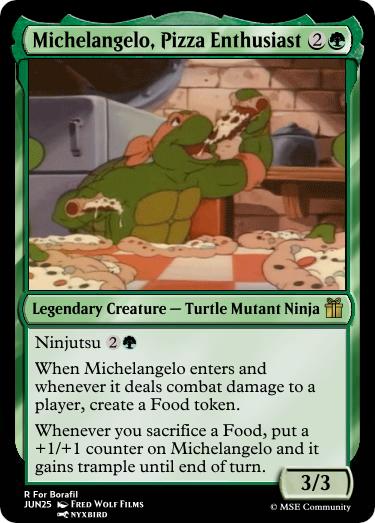 Michelangelo, Pizza Enthusiast 2
Legendary Creature — Turtle Mutant Ninja
Ninjutsu 2
When Michelangelo enters and
whenever it deals combat damage to a
player, create a Food token.
Whenever you sacrifice a Food, put a
+1/+1 counter on Michelangelo and it
gains trample until end of turn.
3/3
R For Borafil
JUN25 Fred Wolf Films
NYXBIRD
© MSE Community